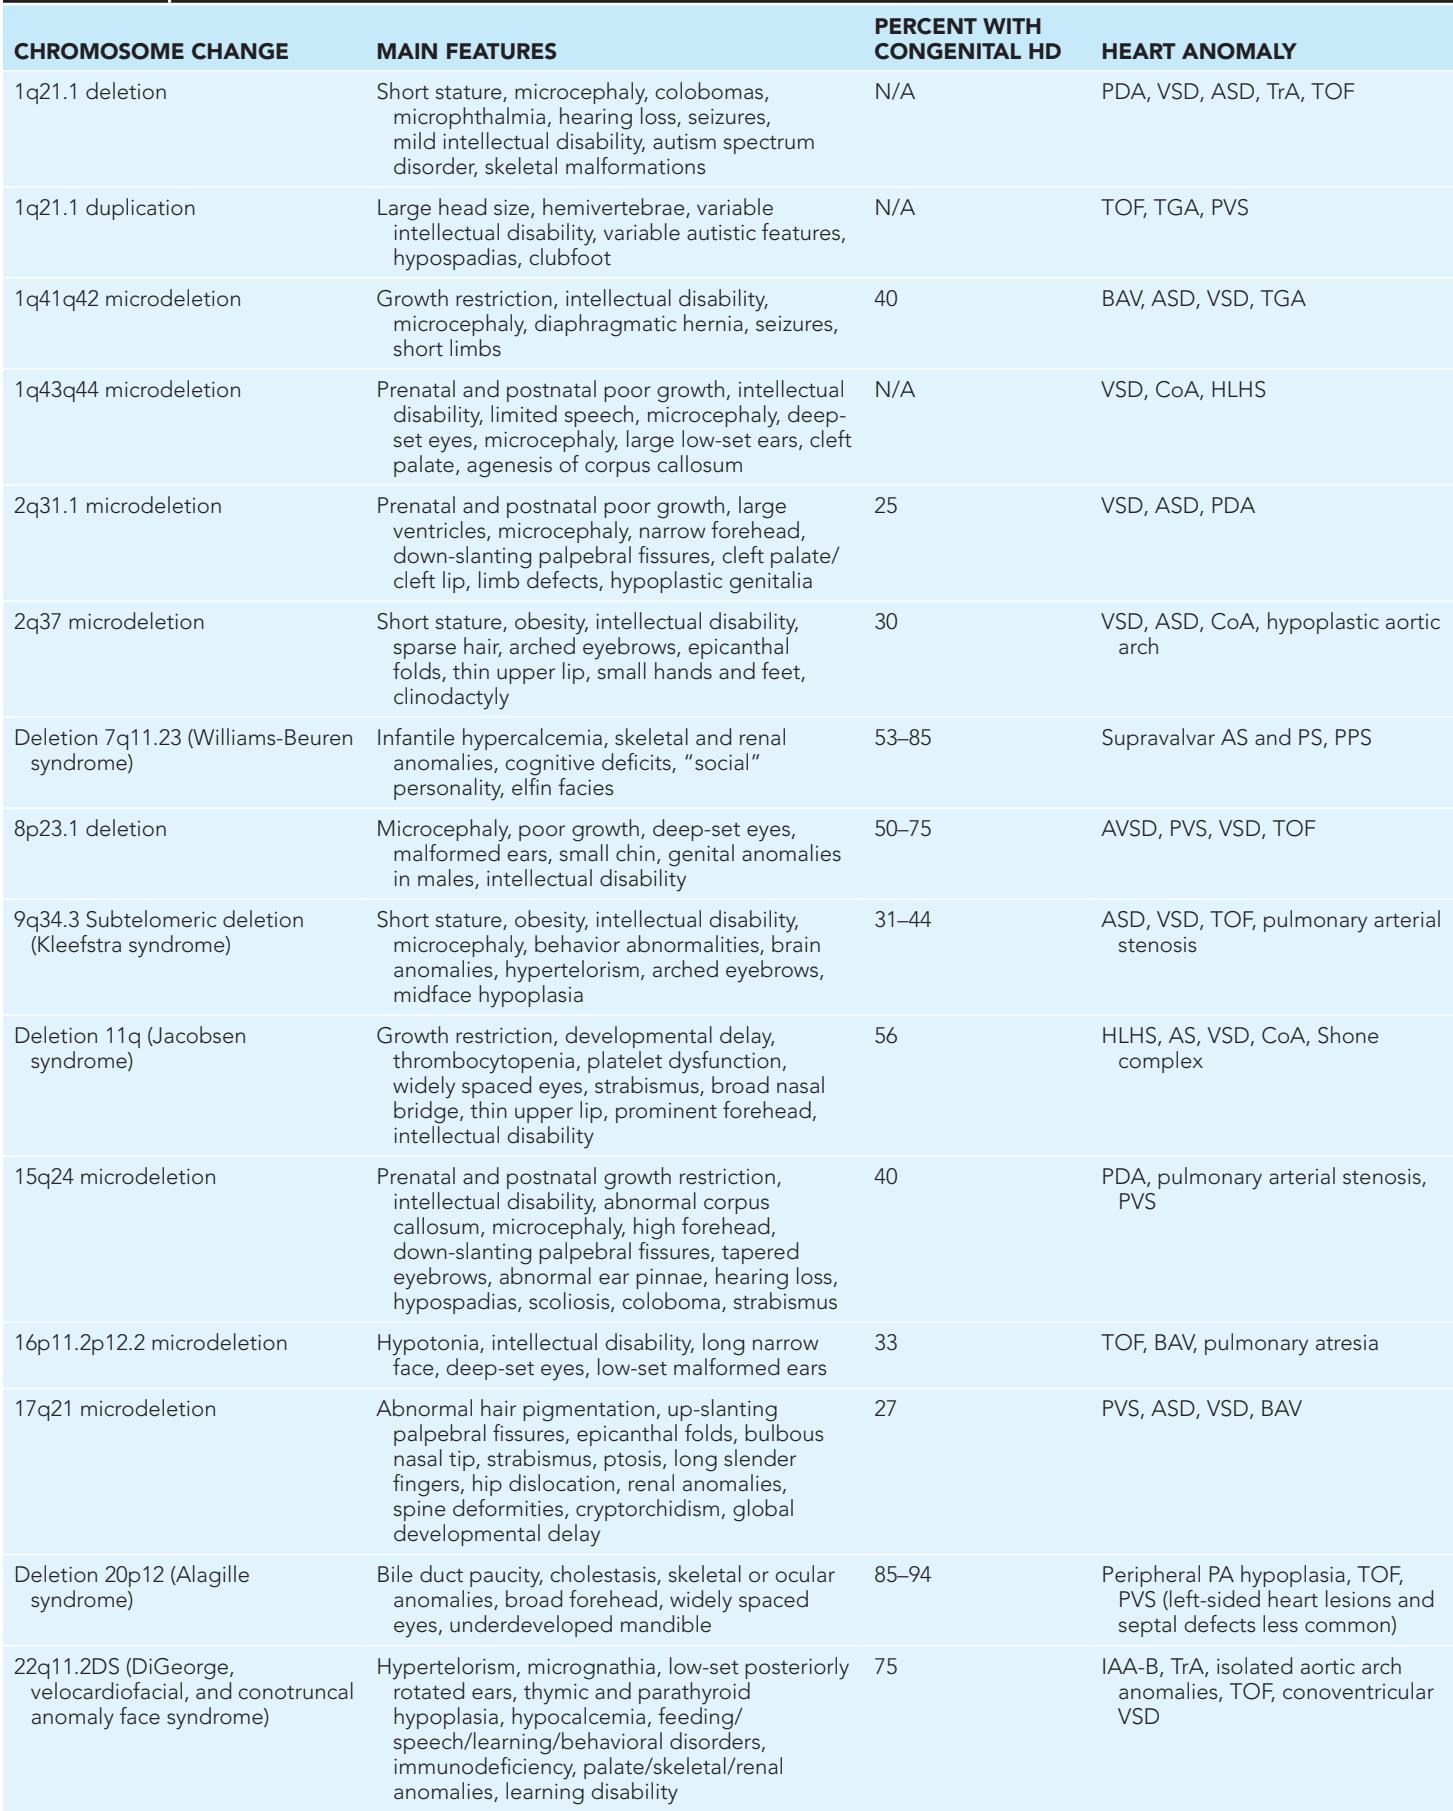 CHROMOSOME CHANGE MAIN FEATURES PERCENT WITH CONGENITAL HD HEART ANOMALY
1q21.1 deletion Short stature, microcephaly, colobomas, N/A PDA, VSD, ASD, TrA, TOF
microphthalmia, hearing loss, seizures,
mild intellectual disability, autism spectrum
disorder, skeletal malformations
1q21.1 duplication Large head size, hemivertebrae, variable N/A TOF, TGA, PVS
intellectual disability, variable autistic features,
hypospadias, clubfoot
1q41q42 microdeletion Growth restriction, intellectual disability, 40 BAV, ASD, VSD, TGA
microcephaly, diaphragmatic hernia, seizures,
short limbs
1q43q44 microdeletion Prenatal and postnatal poor growth, intellectual N/A VSD, CoA, HLHS
disability, limited speech, microcephaly, deep-
set eyes, microcephaly, large low-set ears, cleft
palate, agenesis of corpus callosum
2q31.1 microdeletion Prenatal and postnatal poor growth, large 25 VSD, ASD, PDA
ventricles, microcephaly, narrow forehead,
down-slanting palpebral fissures, cleft palate/
cleft lip, limb defects, hypoplastic genitalia
2q37 microdeletion Short stature, obesity, intellectual disability, 30 VSD, ASD, CoA, hypoplastic aortic
sparse hair, arched eyebrows, epicanthal arch
folds, thin upper lip, small hands and feet,
clinodactyly
Deletion 7q11.23 (Williams-Beuren Infantile hypercalcemia, skeletal and renal 53–85 Supravalvar AS and PS, PPS
syndrome) anomalies, cognitive deficits, “social”
personality, elfin facies
8p23.1 deletion Microcephaly, poor growth, deep-set eyes, 50–75 AVSD, PVS, VSD, TOF
malformed ears, small chin, genital anomalies
in males, intellectual disability
9q34.3 Subtelomeric deletion Short stature, obesity, intellectual disability, 31–44 ASD, VSD, TOF, pulmonary arterial
(Kleefstra syndrome) microcephaly, behavior abnormalities, brain stenosis
anomalies, hypertelorism, arched eyebrows,
midface hypoplasia
Deletion 11q (Jacobsen Growth restriction, developmental delay, 56 HLHS, AS, VSD, CoA, Shone
syndrome) thrombocytopenia, platelet dysfunction, complex
widely spaced eyes, strabismus, broad nasal
bridge, thin upper lip, prominent forehead,
intellectual disability
15q24 microdeletion Prenatal and postnatal growth restriction, 40 PDA, pulmonary arterial stenosis,
intellectual disability, abnormal corpus PVS
callosum, microcephaly, high forehead,
down-slanting palpebral fissures, tapered
eyebrows, abnormal ear pinnae, hearing loss,
hypospadias, scoliosis, coloboma, strabismus
16p11.2p12.2 microdeletion Hypotonia, intellectual disability, long narrow 33 TOF, BAV, pulmonary atresia
face, deep-set eyes, low-set malformed ears
17q21 microdeletion Abnormal hair pigmentation, up-slanting 27 PVS, ASD, VSD, BAV
palpebral fissures, epicanthal folds, bulbous
nasal tip, strabismus, ptosis, long slender
fingers, hip dislocation, renal anomalies,
spine deformities, cryptorchidism, global
developmental delay
Deletion 20p12 (Alagille Bile duct paucity, cholestasis, skeletal or ocular 85–94 Peripheral PA hypoplasia, TOF,
syndrome) anomalies, broad forehead, widely spaced PVS (left-sided heart lesions and
eyes, underdeveloped mandible septal defects less common)
22q11.2DS (DiGeorge, Hypertelorism, micrognathia, low-set posteriorly 75 IAA-B, TrA, isolated aortic arch
velocardiofacial, and conotruncal rotated ears, thymic and parathyroid anomalies, TOF, conoventricular
anomaly face syndrome) hypoplasia, hypocalcemia, feeding/ VSD
speech/learning/behavioral disorders,
immunodeficiency, palate/skeletal/renal
anomalies, learning disability